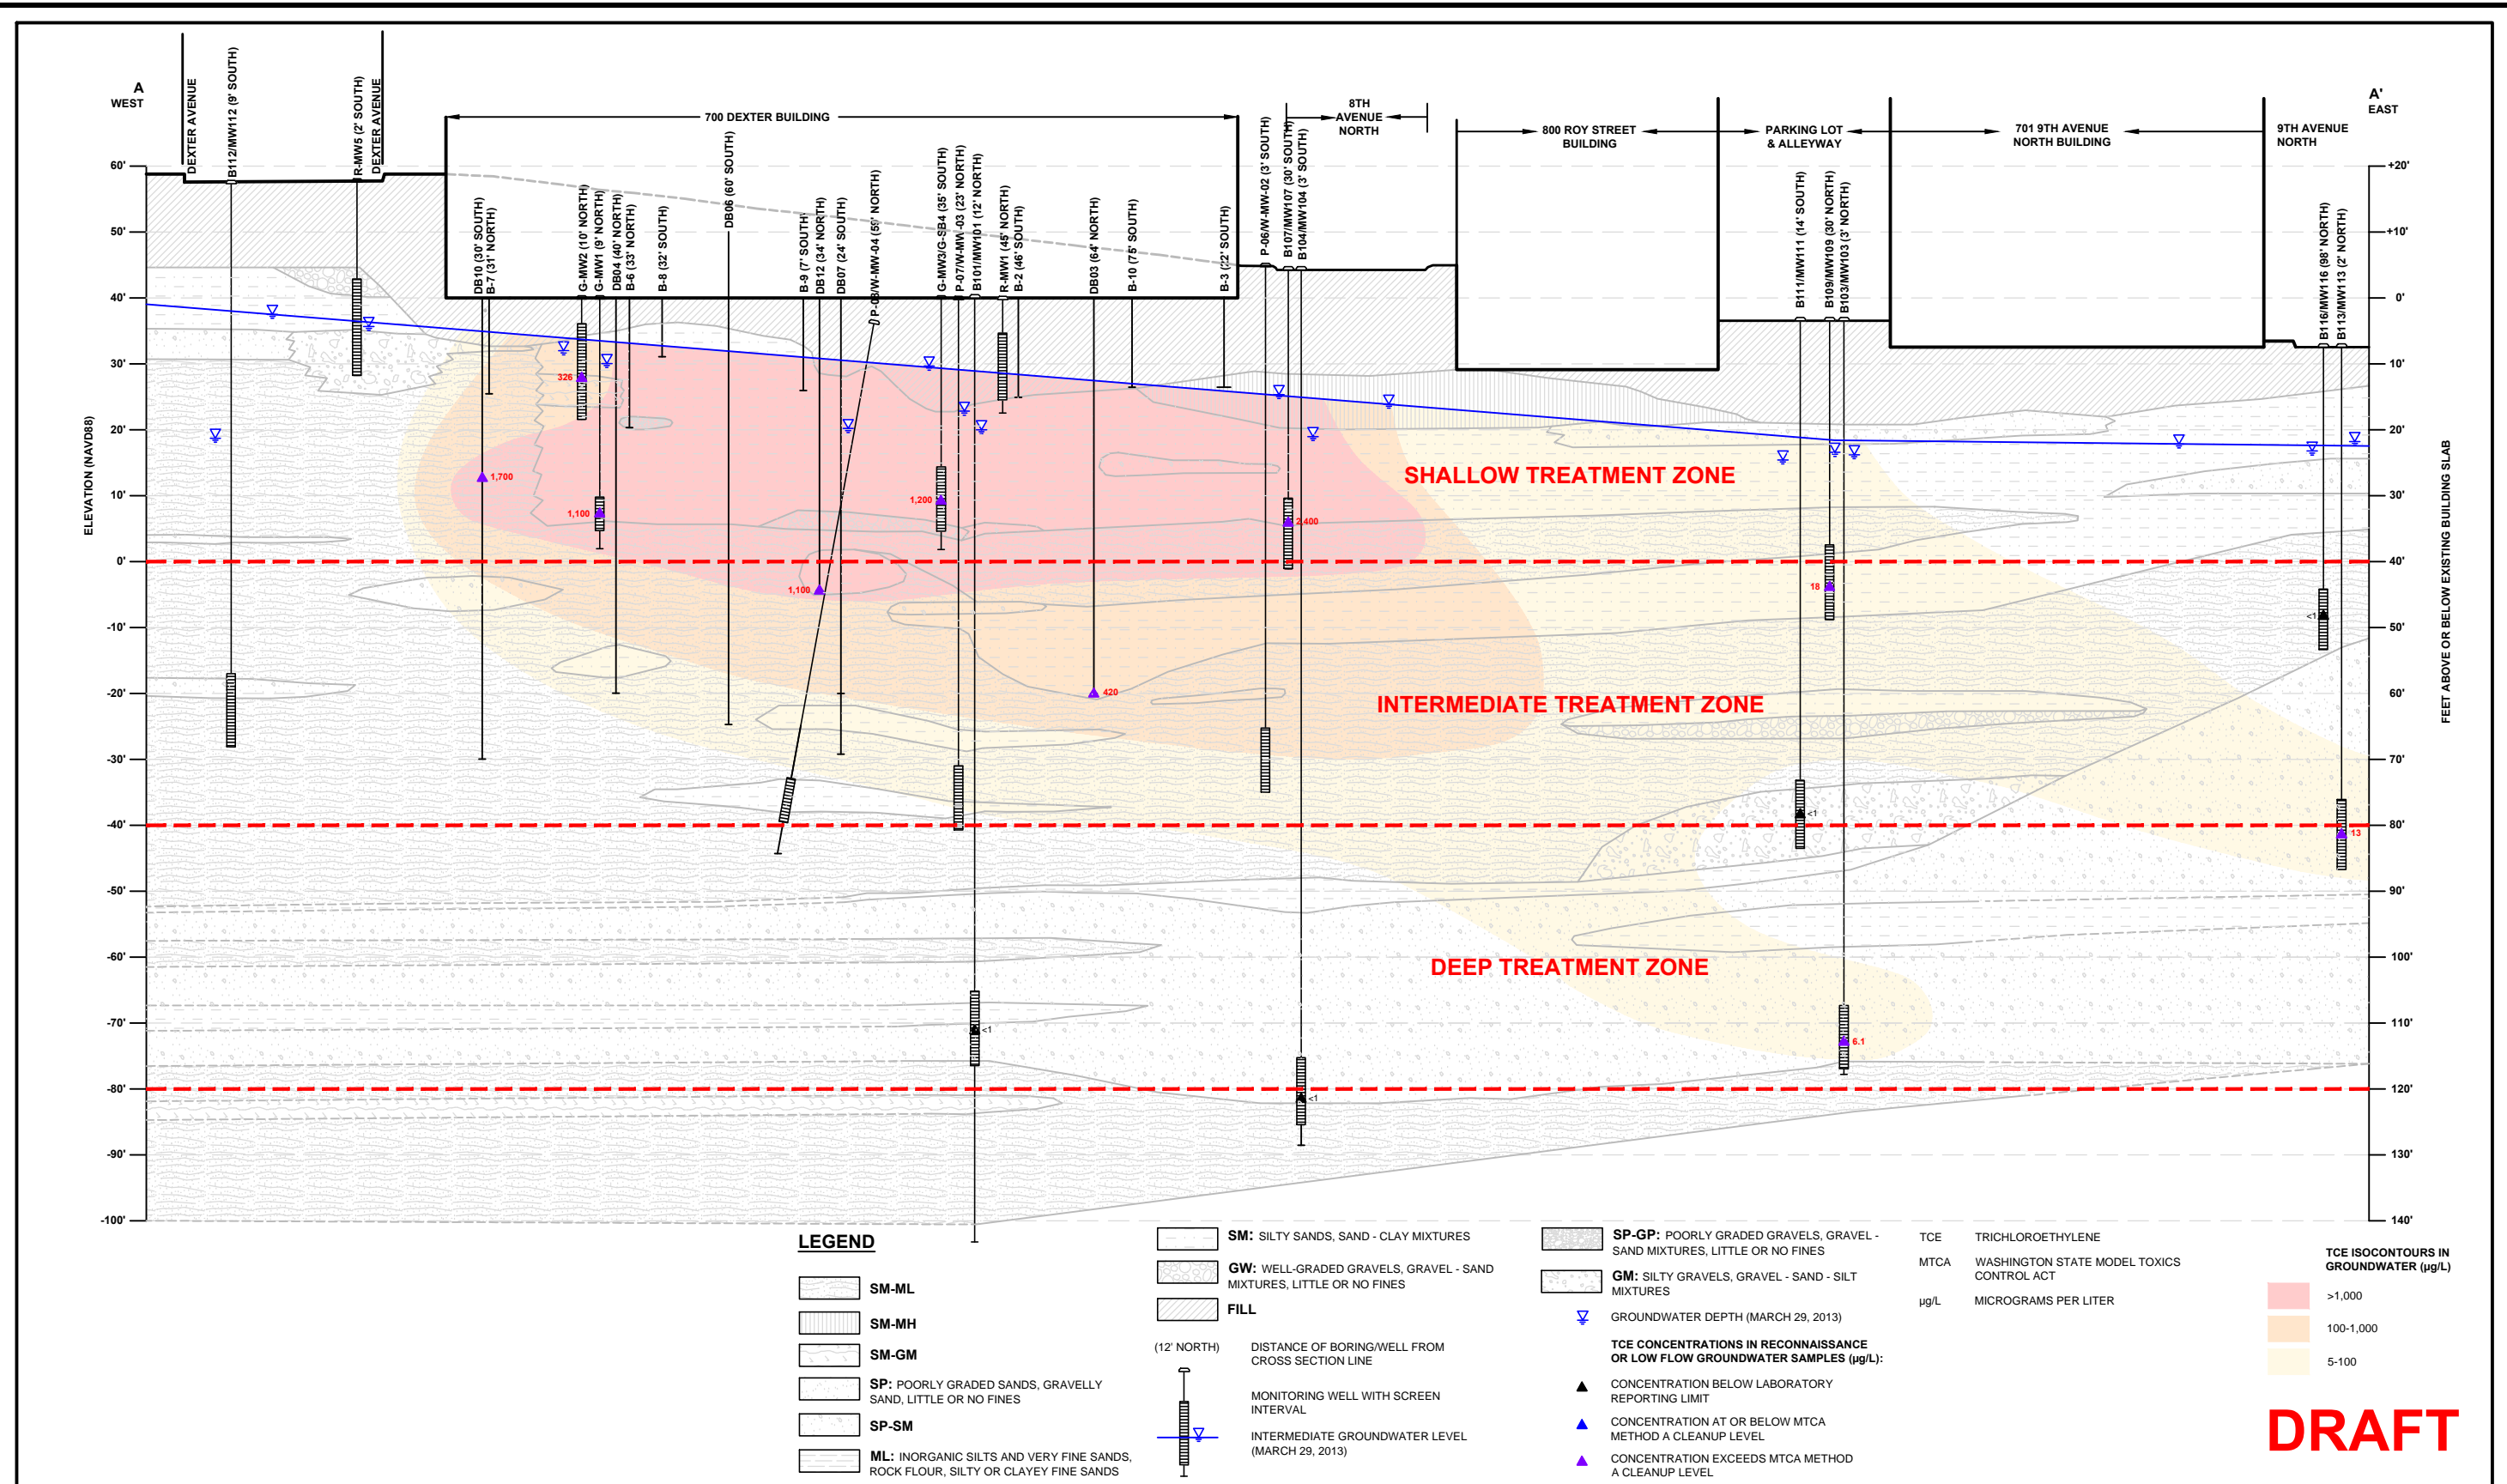 A
WEST
DEXTER AVENUE
B112/MW112 (9' SOUTH)
R-MW5 (2' SOUTH)
DEXTER AVENUE
700 DEXTER BUILDING
8TH
AVENUE
NORTH
800 ROY STREET
BUILDING
PARKING LOT
& ALLEYWAY
701 9TH AVENUE
NORTH BUILDING
9TH AVENUE
NORTH
A'
EAST
DB10 (30' SOUTH)
B-7 (31' NORTH)
G-MW2 (10' NORTH)
G-MW1 (9' NORTH)
DB04 (40' NORTH)
B-6 (33' NORTH)
B-8 (32' SOUTH)
DB06 (60' SOUTH)
B-9 (7' SOUTH)
DB12 (34' NORTH)
DB07 (24' SOUTH)
G-MW3/G-SB4 (35' SOUTH)
P-07/W-MW-03 (23' NORTH)
B101/MW101 (12' NORTH)
R-MW1 (45' NORTH)
B-2 (46' SOUTH)
DB03 (64' NORTH)
B-10 (75' SOUTH)
B-3 (22' SOUTH)
P-06/W-MW-02 (3' SOUTH)
B107/MW107 (30' SOUTH)
B104/MW104 (3' SOUTH)
B111/MW111 (14' SOUTH)
B109/MW109 (30' NORTH)
B103/MW103 (3' NORTH)
B116/MW116 (98' NORTH)
B113/MW113 (2' NORTH)
ELEVATION (NAVD88)
60'
50'
40'
30'
20'
10'
0'
-10'
-20'
-30'
-40'
-50'
-60'
-70'
-80'
-90'
-100'
+20'
+10'
0'
10'
20'
30'
40'
50'
60'
70'
80'
90'
100'
110'
120'
130'
140'
FEET ABOVE OR BELOW EXISTING BUILDING SLAB
326
1,700
1,100
1,200
2,400
SHALLOW TREATMENT ZONE
1,100
18
<1
420
INTERMEDIATE TREATMENT ZONE
<1
13
DEEP TREATMENT ZONE
<1
6.1
<1
LEGEND
SM-ML
SM-MH
SM-GM
SP: POORLY GRADED SANDS, GRAVELLY
SAND, LITTLE OR NO FINES
SP-SM
ML: INORGANIC SILTS AND VERY FINE SANDS,
ROCK FLOUR, SILTY OR CLAYEY FINE SANDS
SM: SILTY SANDS, SAND - CLAY MIXTURES
GW: WELL-GRADED GRAVELS, GRAVEL - SAND
MIXTURES, LITTLE OR NO FINES
FILL
(12' NORTH) DISTANCE OF BORING/WELL FROM
CROSS SECTION LINE
MONITORING WELL WITH SCREEN
INTERVAL
INTERMEDIATE GROUNDWATER LEVEL
(MARCH 29, 2013)
SP-GP: POORLY GRADED GRAVELS, GRAVEL -
SAND MIXTURES, LITTLE OR NO FINES
GM: SILTY GRAVELS, GRAVEL - SAND - SILT
MIXTURES
GROUNDWATER DEPTH (MARCH 29, 2013)
TCE CONCENTRATIONS IN RECONNAISSANCE
OR LOW FLOW GROUNDWATER SAMPLES (µg/L):
CONCENTRATION BELOW LABORATORY
REPORTING LIMIT
CONCENTRATION AT OR BELOW MTCA
METHOD A CLEANUP LEVEL
CONCENTRATION EXCEEDS MTCA METHOD
A CLEANUP LEVEL
TCE TRICHLOROETHYLENE
MTCA WASHINGTON STATE MODEL TOXICS
CONTROL ACT
µg/L MICROGRAMS PER LITER
TCE ISOCONTOURS IN
GROUNDWATER (µg/L)
>1,000
100-1,000
5-100
DRAFT